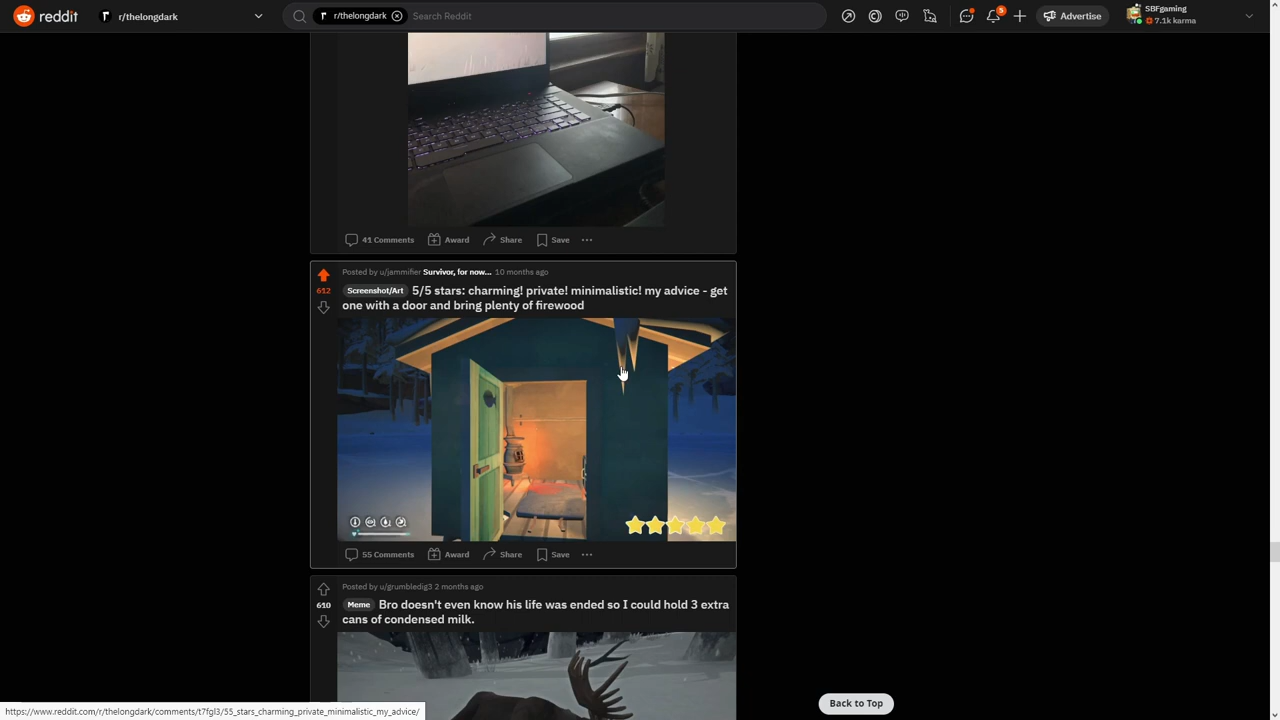 reddit
r/thelongdark
r/thelongdark
Search Reddit
5
Advertise
SBFgaming
7.1k karma
41 Comments
Award
Share
Save
Posted by u/jammifier Survivor, for now... 10 months ago
612
Screenshot/Art 5/5 stars: charming! private! minimalistic! my advice - get
one with a door and bring plenty of firewood
55 Comments
Award
Share
Save
Posted by u/grumbledig3 2 months ago
610
Meme Bro doesn't even know his life was ended so I could hold 3 extra
cans of condensed milk.
Back to Top
https://www.reddit.com/r/thelongdark/comments/t7fgl3/55_stars_charming_private_minimalistic_my_advice/